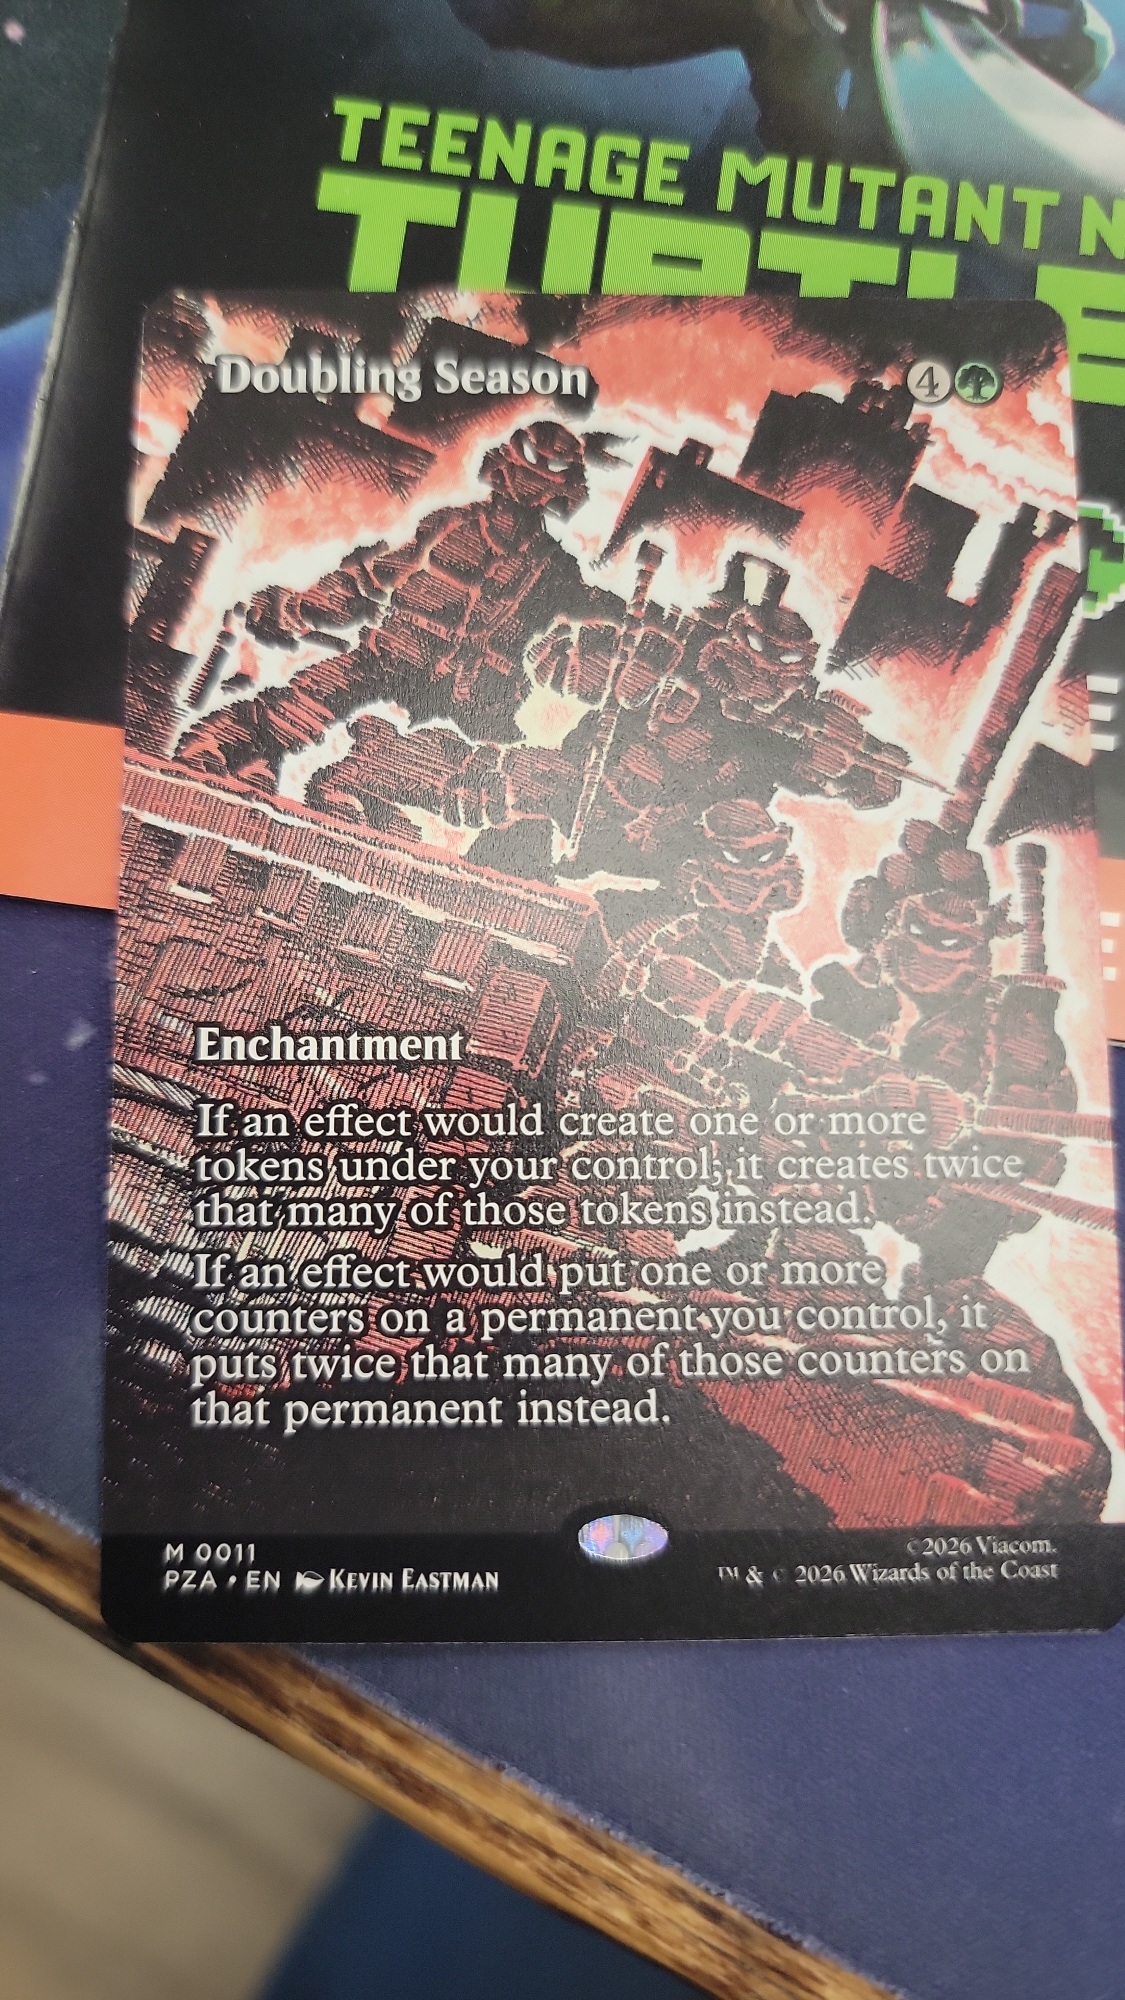 TEENAGE MUTANT N
TURTLE
Doubling Season 4
Enchantment
If an effect would create one or more
tokens under your control, it creates twice
that many of those tokens instead.
If an effect would put one or more
counters on a permanent you control, it
puts twice that many of those counters on
that permanent instead.
M 0011
PZA • EN KEVIN EASTMAN
©2026 Viacom.
™ & © 2026 Wizards of the Coast